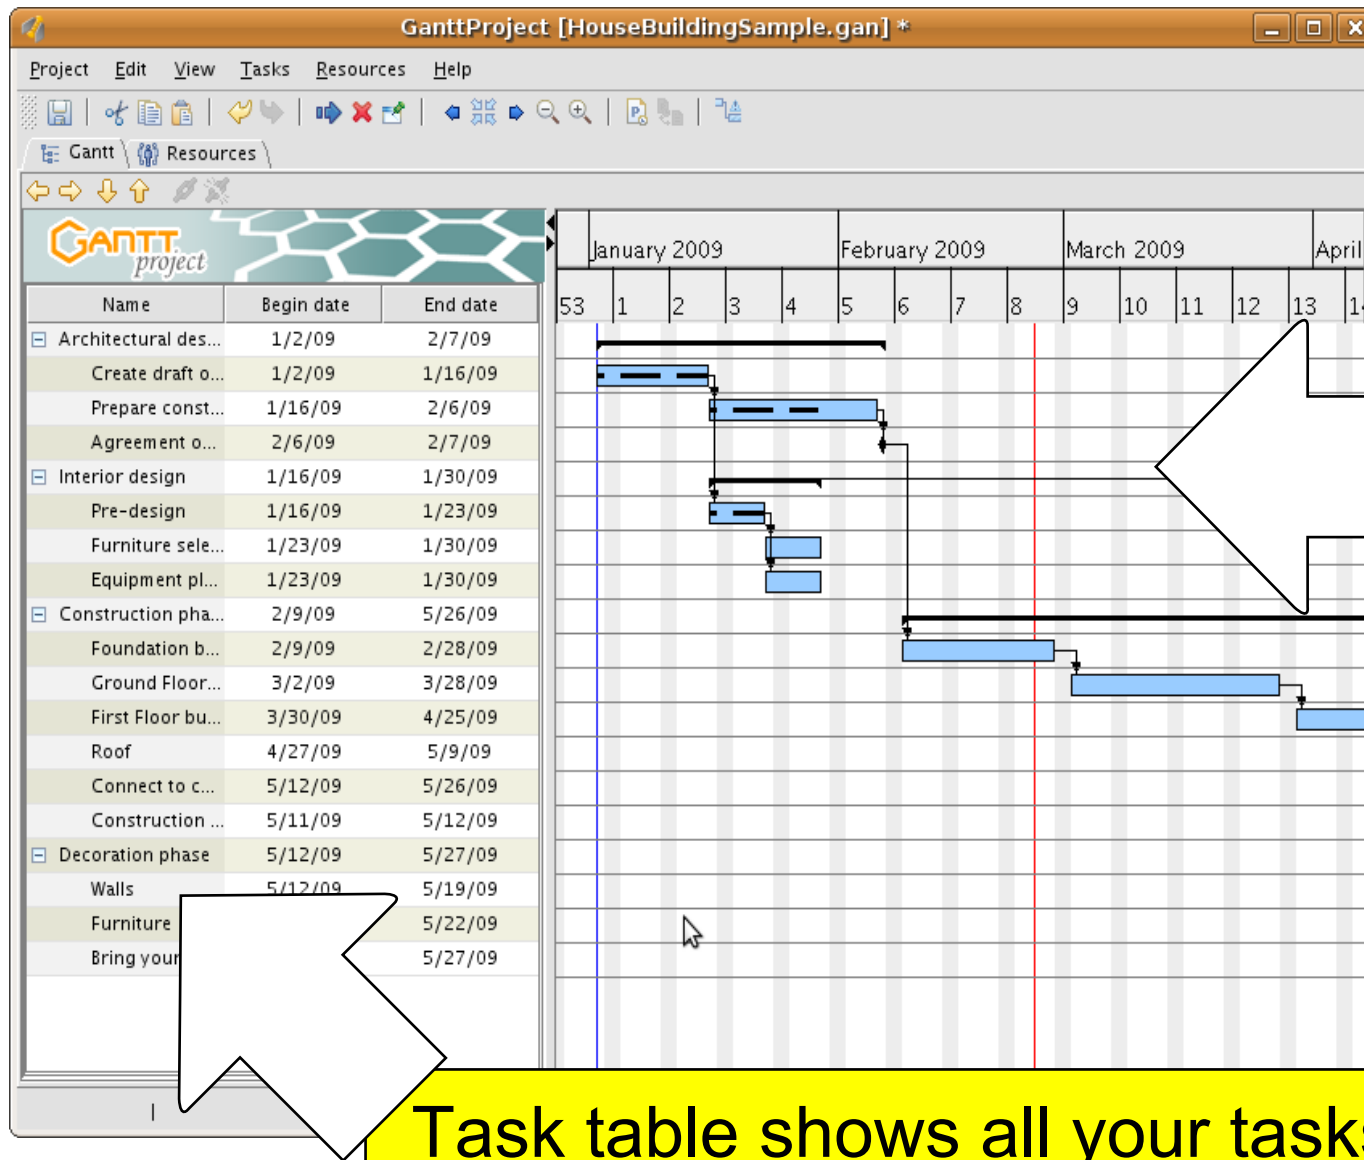 GanttProject [HouseBuildingSample.gan] *
Project Edit View Tasks Resources Help
Gantt Resources
GANTT project
January 2009 February 2009 March 2009 April
Name Begin date End date 53 1 2 3 4 5 6 7 8 9 10 11 12 13
Architectural des... 1/2/09 2/7/09
Create draft o... 1/2/09 1/16/09
Prepare const... 1/16/09 2/6/09
Agreement o... 2/6/09 2/7/09
Interior design 1/16/09 1/30/09
Pre-design 1/16/09 1/23/09
Furniture sele... 1/23/09 1/30/09
Equipment pl... 1/23/09 1/30/09
Construction pha... 2/9/09 5/26/09
Foundation b... 2/9/09 2/28/09
Ground Floor... 3/2/09 3/28/09
First Floor bu... 3/30/09 4/25/09
Roof 4/27/09 5/9/09
Connect to c... 5/12/09 5/26/09
Construction ... 5/11/09 5/12/09
Decoration phase 5/12/09 5/27/09
Walls 5/12/09 5/19/09
Furniture 5/22/09
Bring your 5/27/09
Task table shows all your tasks